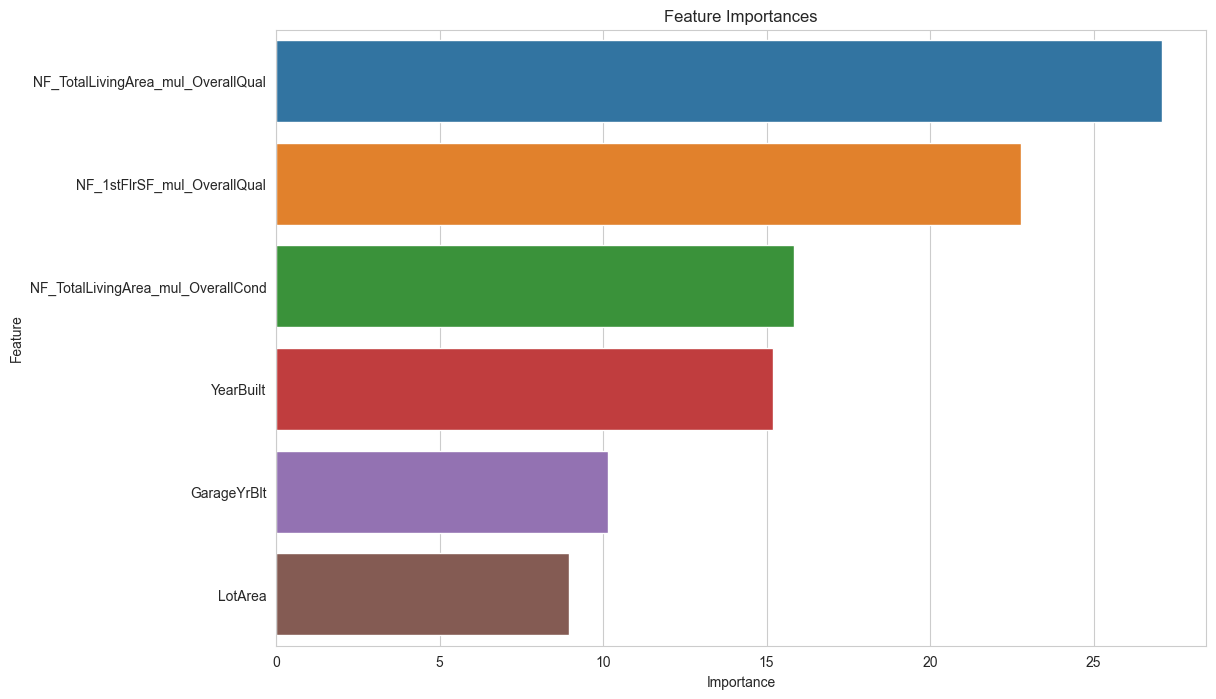 Feature Importances
NF_TotalLivingArea_mul_OverallQual
NF_1stFlrSF_mul_OverallQual
NF_TotalLivingArea_mul_OverallCond
YearBuilt
GarageYrBlt
LotArea
Feature
0 5 10 15 20 25
Importance